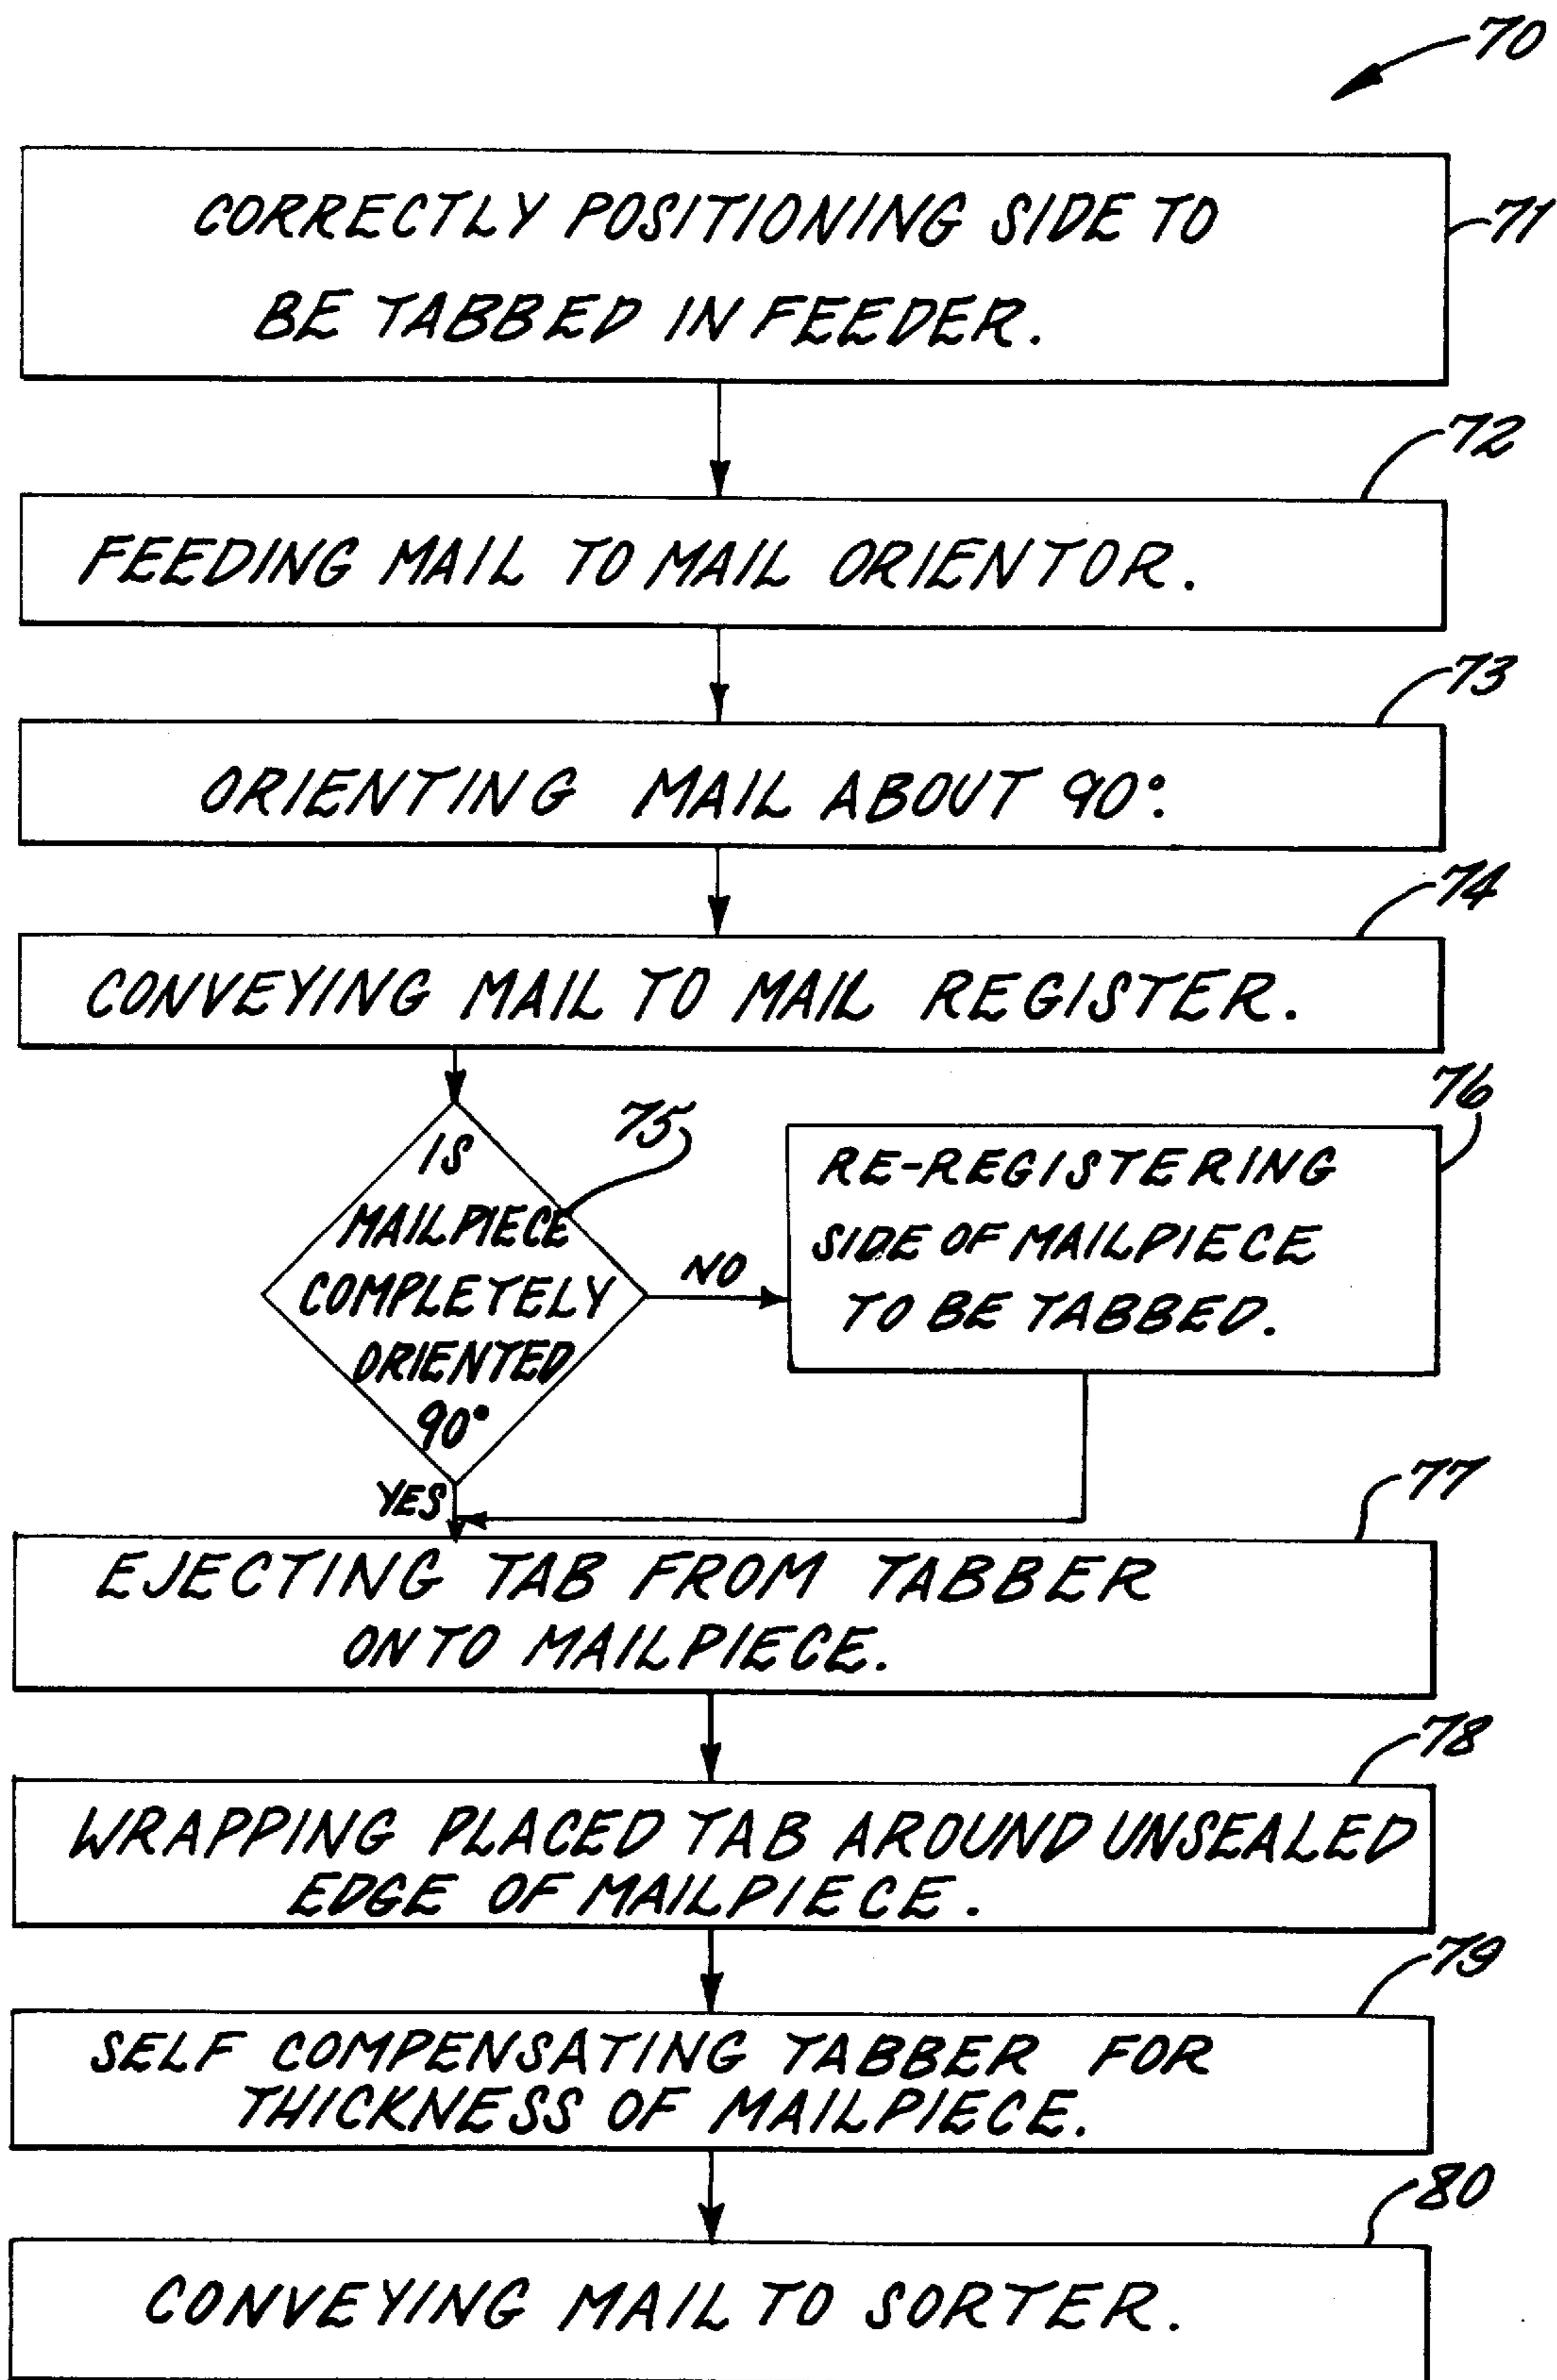 70
CORRECTLY POSITIONING SIDE TO
BE TABBED IN FEEDER.
71
72
FEEDING MAIL TO MAIL ORIENTOR.
73
ORIENTING MAIL ABOUT 90°.
74
CONVEYING MAIL TO MAIL REGISTER.
75
IS
MAILPIECE
COMPLETELY
ORIENTED
90°
NO
76
RE-REGISTERING
SIDE OF MAILPIECE
TO BE TABBED.
YES
77
EJECTING TAB FROM TABBER
ONTO MAILPIECE.
78
WRAPPING PLACED TAB AROUND UNSEALED
EDGE OF MAILPIECE.
79
SELF COMPENSATING TABBER FOR
THICKNESS OF MAILPIECE.
80
CONVEYING MAIL TO SORTER.